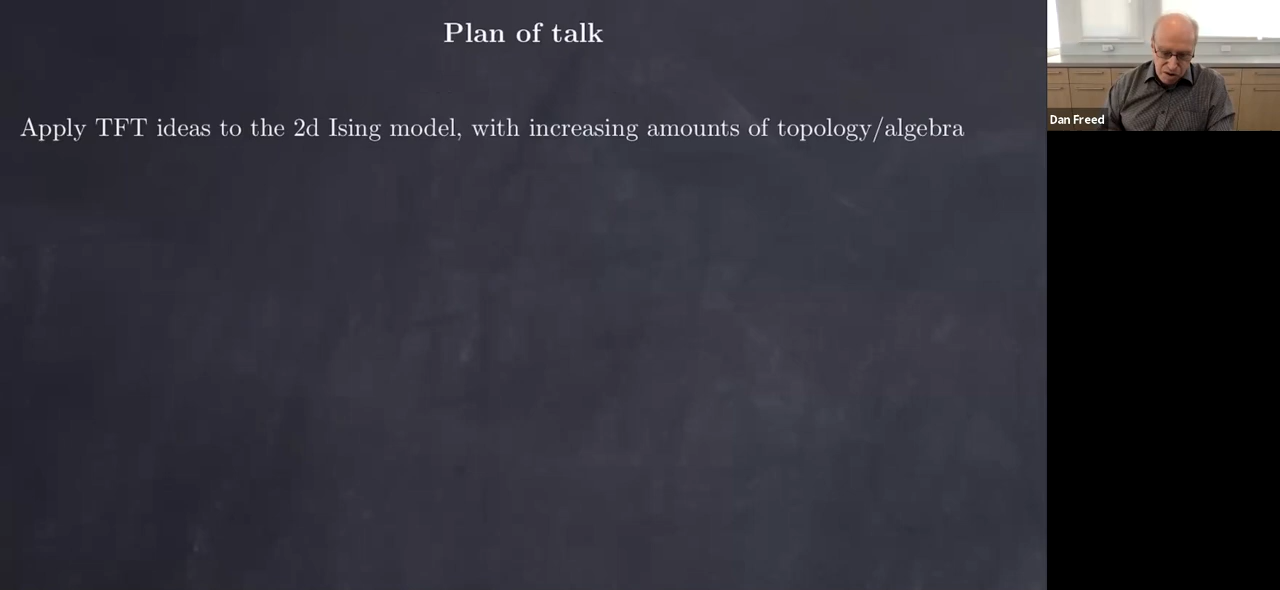 Plan of talk
Apply TFT ideas to the 2d Ising model, with increasing amounts of topology/algebra
Dan Freed